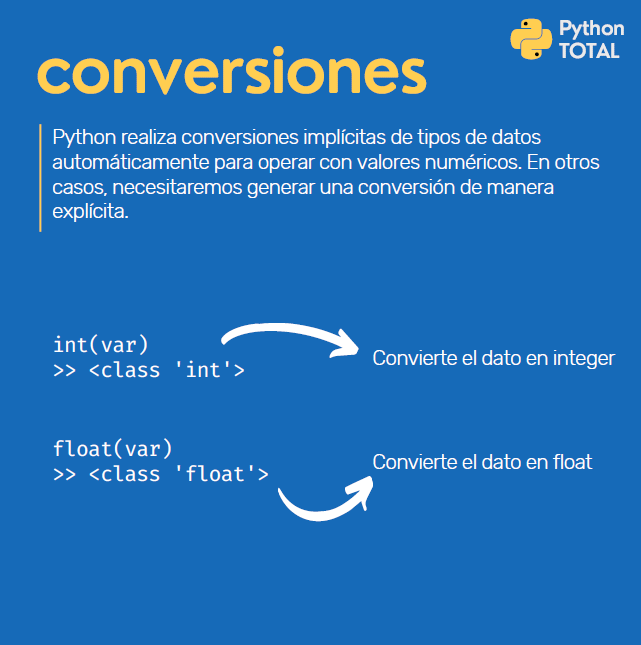 Python
TOTAL
conversiones
Python realiza conversiones implícitas de tipos de datos
automáticamente para operar con valores numéricos. En otros
casos, necesitaremos generar una conversión de manera
explícita.
int(var)
>> <class 'int'>
Convierte el dato en integer
float(var)
>> <class 'float'>
Convierte el dato en float